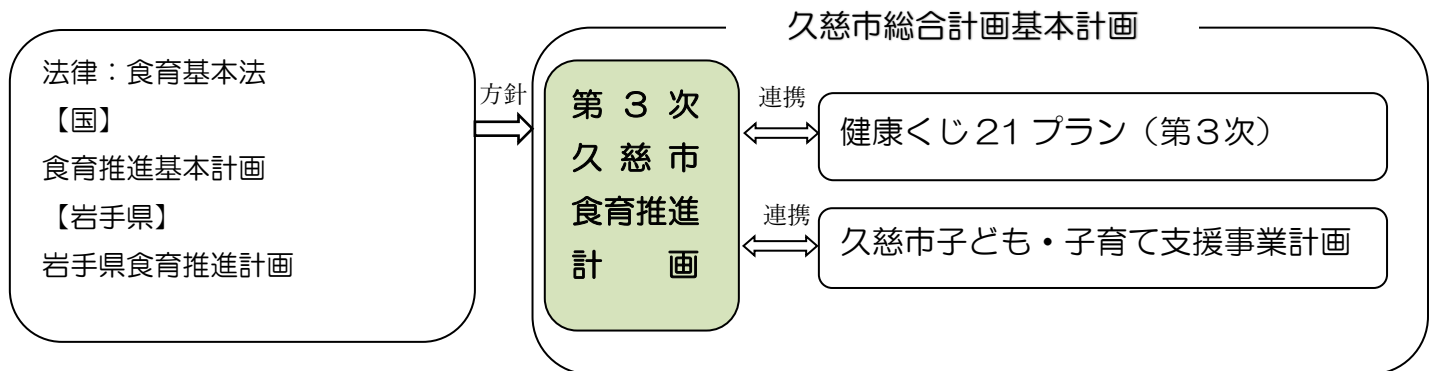 久慈市総合計画基本計画
法律：食育基本法
【国】
食育推進基本計画
【岩手県】
岩手県食育推進計画
方針
第３次
久慈市
食育推進
計画
連携
健康くじ21プラン（第３次）
連携
久慈市子ども・子育て支援事業計画